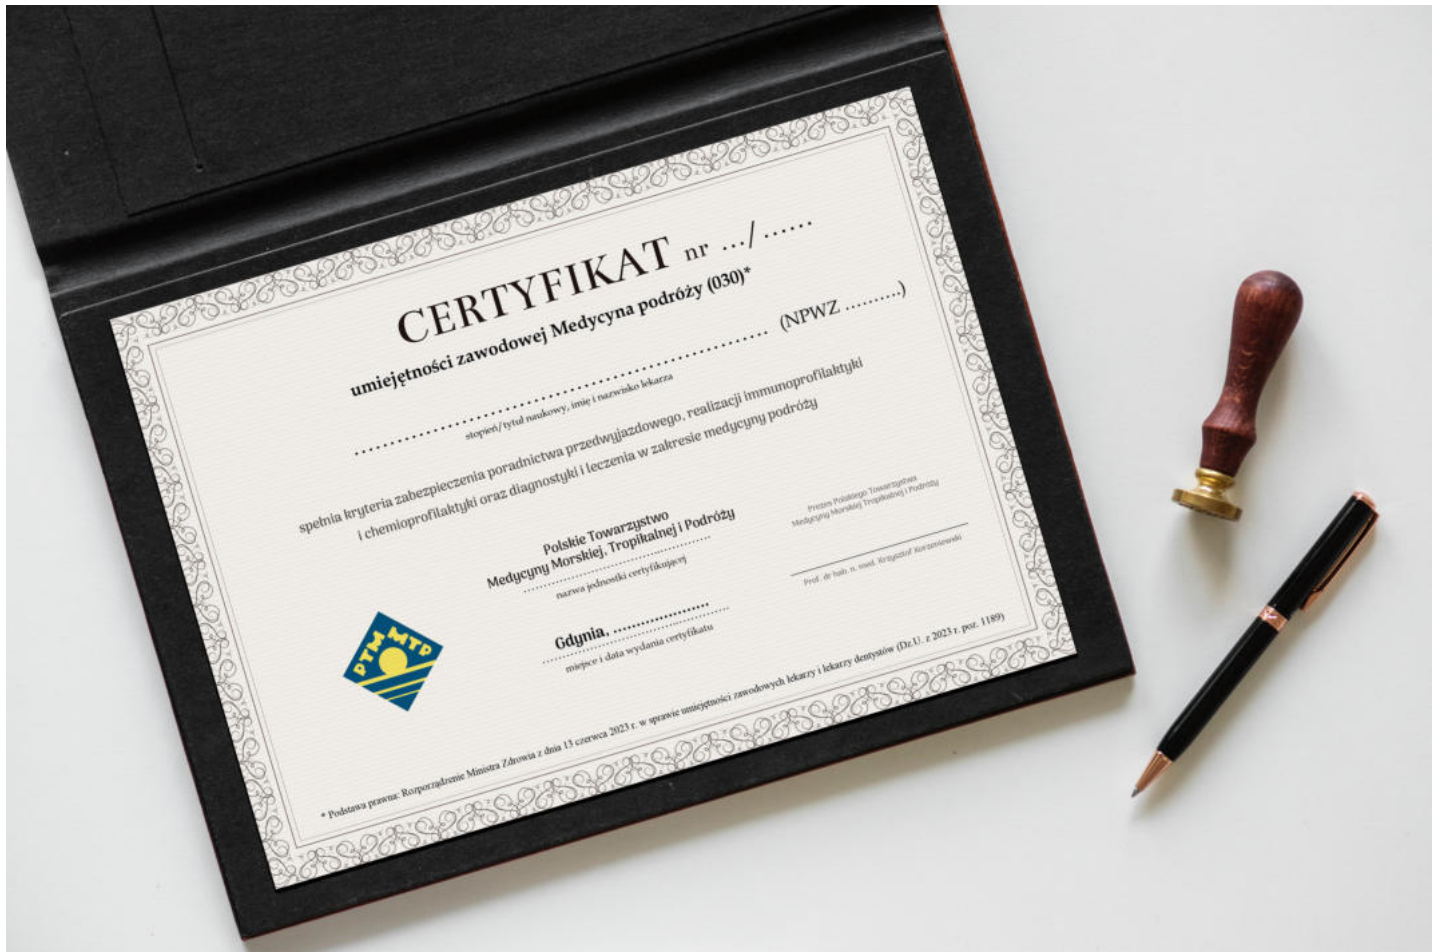 CERTYFIKAT nr .../......
umiejętności zawodowej Medycyna podróży (030)*
.................................................................. (NPWZ ..........)
stopień/tytuł naukowy, imię i nazwisko lekarza
spełnia kryteria zabezpieczenia poradnictwa przedwyjazdowego, realizacji immunoprofilaktyki
i chemioprofilaktyki oraz diagnostyki i leczenia w zakresie medycyny podróży
Polskie Towarzystwo
Medycyny Morskiej, Tropikalnej i Podróży
nazwa jednostki certyfikującej
Gdynia, ......................
miejsce i data wydania certyfikatu
Prezes Polskiego Towarzystwa
Medycyny Morskiej Tropikalnej i Podróży
Prof. dr hab. n. med. Krzysztof Korzeniewski
PTM MTP
* Podstawa prawna: Rozporządzenie Ministra Zdrowia z dnia 13 czerwca 2023 r. w sprawie umiejętności zawodowych lekarzy i lekarzy dentystów (Dz.U. z 2023 r. poz. 1189)